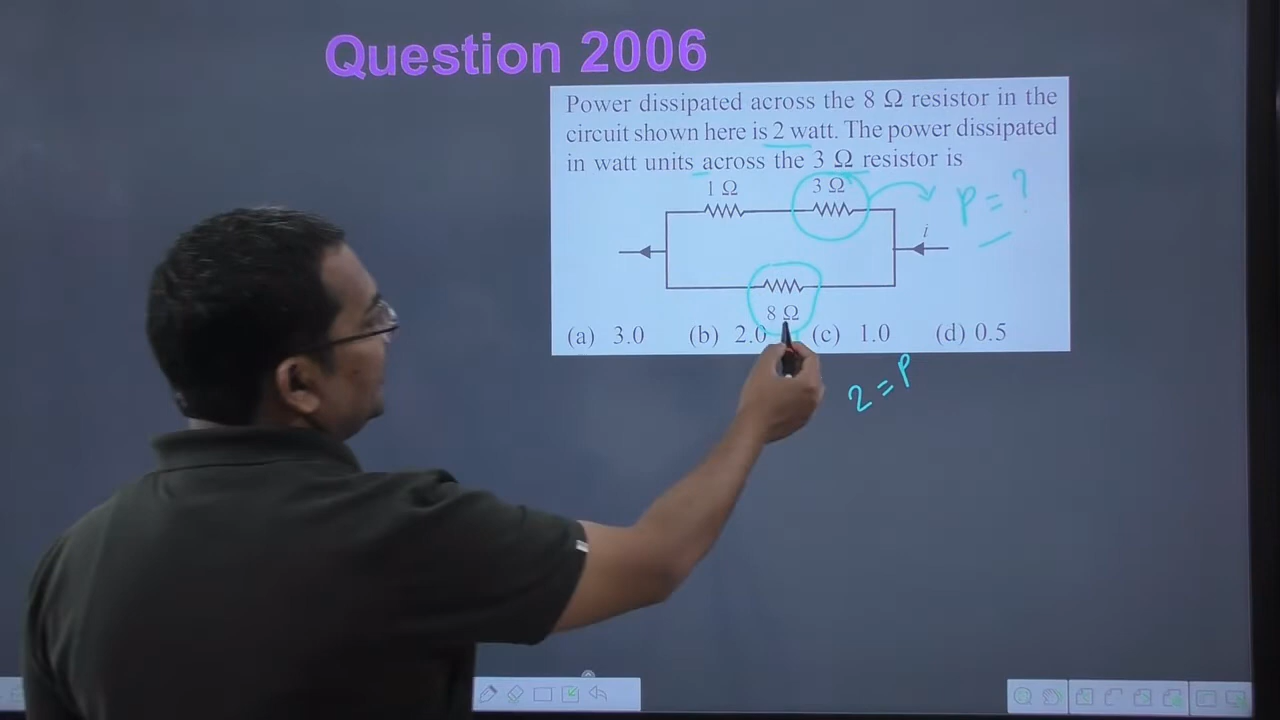 Question 2006
Power dissipated across the 8 Ω resistor in the
circuit shown here is 2 watt. The power dissipated
in watt units across the 3 Ω resistor is
1 Ω 3 Ω
P = ?
i
8 Ω
(a) 3.0 (b) 2.0 (c) 1.0 (d) 0.5
2 = P